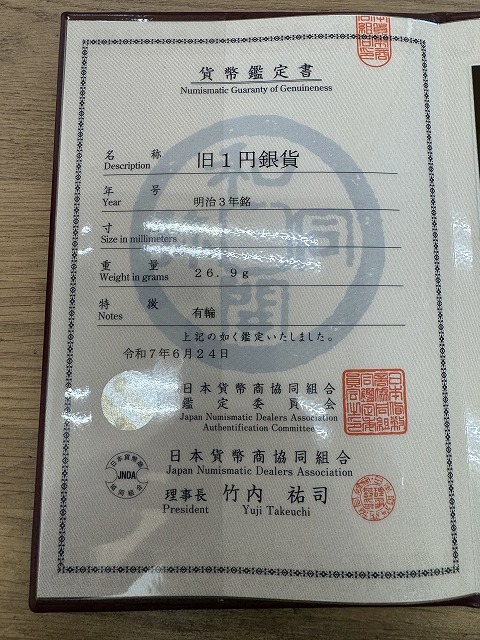 貨幣鑑定書
Numismatic Guaranty of Genuineness
名称 旧1円銀貨
Description
年号 明治3年銘
Year
寸
Size in millimeters
重量 26.9g
Weight in grams
特徴 有輪
Notes
上記の如く鑑定いたしました。
令和7年6月24日
日本貨幣商協同組合
鑑定委員会
Japan Numismatic Dealers Association
Authentification Committee
日本貨幣商協同組合
Japan Numismatic Dealers Association
JNDA
理事長 竹内 祐司
President Yuji Takeuchi